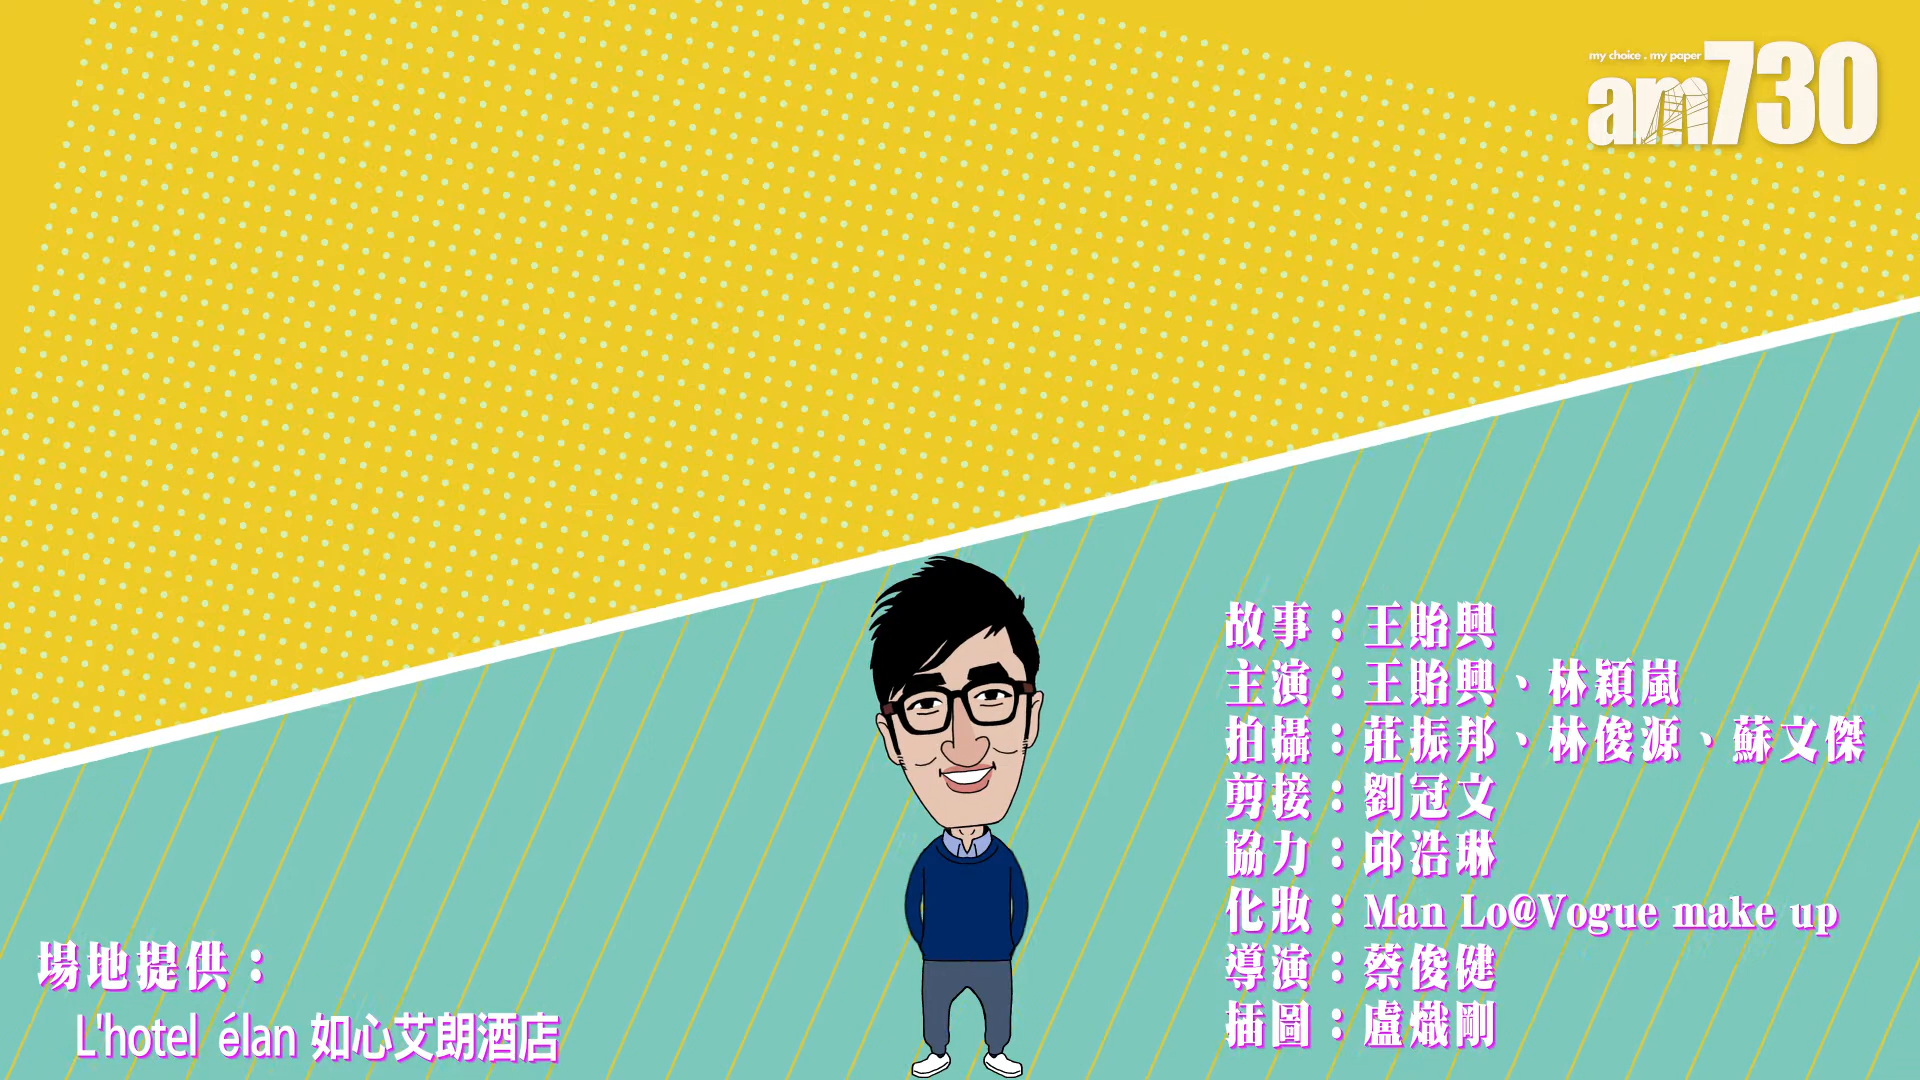 my choice . my paper
am730
故事：王貽興
主演：王貽興、林穎嵐
拍攝：莊振邦、林俊源、蘇文傑
剪接：劉冠文
協力：邱浩琳
化妝：Man Lo@Vogue make up
導演：蔡俊健
插圖：盧熾剛
場地提供：
L'hotel élan 如心艾朗酒店